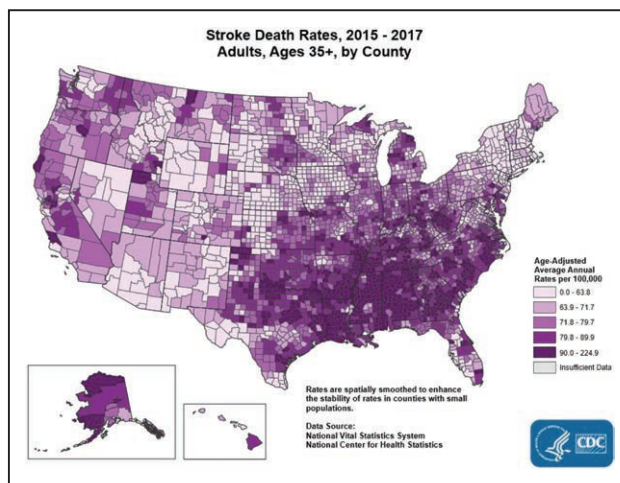 Stroke Death Rates, 2015 - 2017
Adults, Ages 35+, by County
Age-Adjusted
Average Annual
Rates per 100,000
0.0 - 63.8
63.9 - 71.7
71.8 - 79.7
79.8 - 89.9
90.0 - 224.9
Insufficient Data
Rates are spatially smoothed to enhance
the stability of rates in counties with small
populations.
Data Source:
National Vital Statistics System
National Center for Health Statistics
CDC